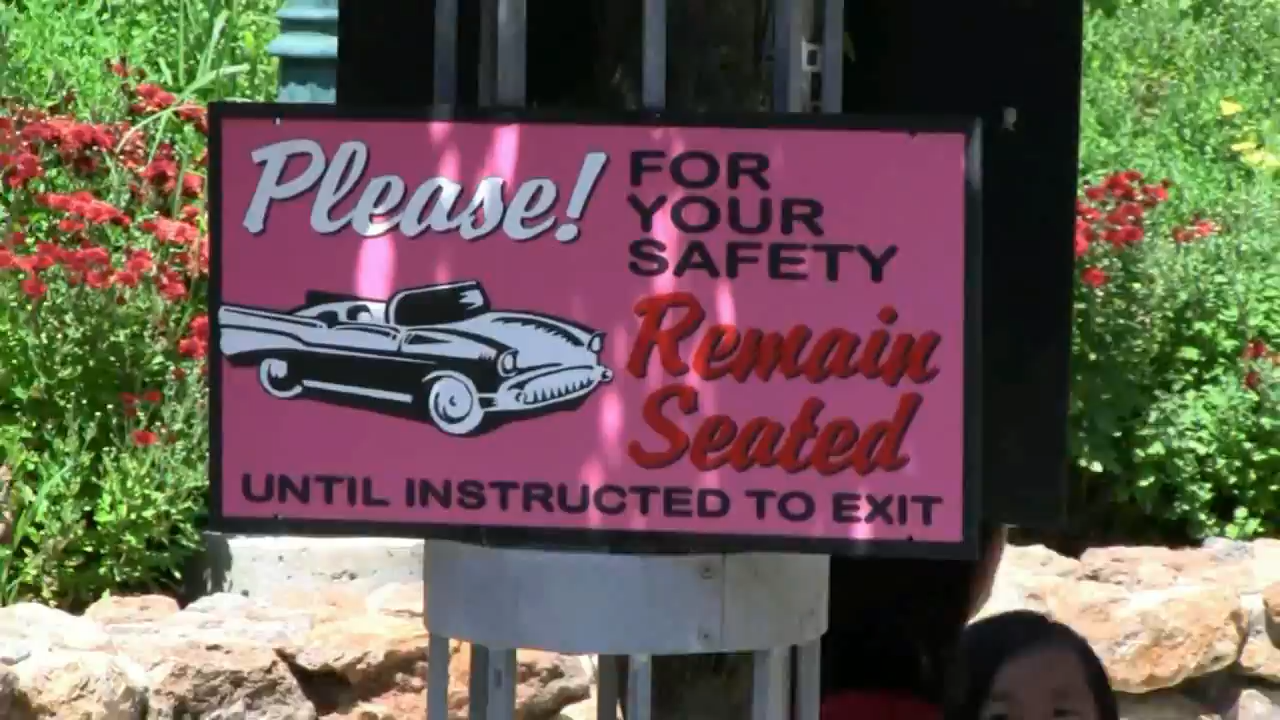 Please!
FOR
YOUR
SAFETY
Remain
Seated
UNTIL INSTRUCTED TO EXIT